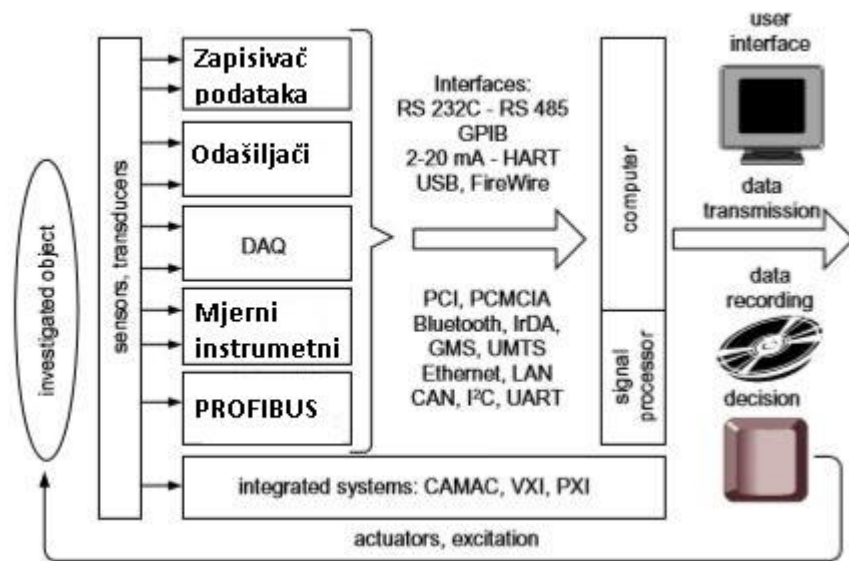 investigated object
sensors, transducers
Zapisivač
podataka
Odašiljači
DAQ
Mjerni
instrumetni
PROFIBUS
integrated systems: CAMAC, VXI, PXI
Interfaces:
RS 232C - RS 485
GPIB
2-20 mA - HART
USB, FireWire
PCI, PCMCIA
Bluetooth, IrDA,
GMS, UMTS
Ethernet, LAN
CAN, I²C, UART
computer
signal
processor
user
interface
data
transmission
data
recording
decision
actuators, excitation